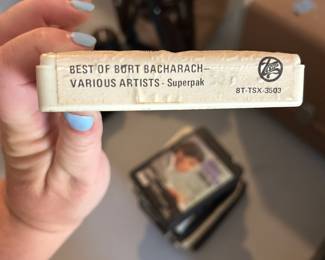 BEST OF BURT BACHARACH—
VARIOUS ARTISTS - Superpak
8T-TSX-3503